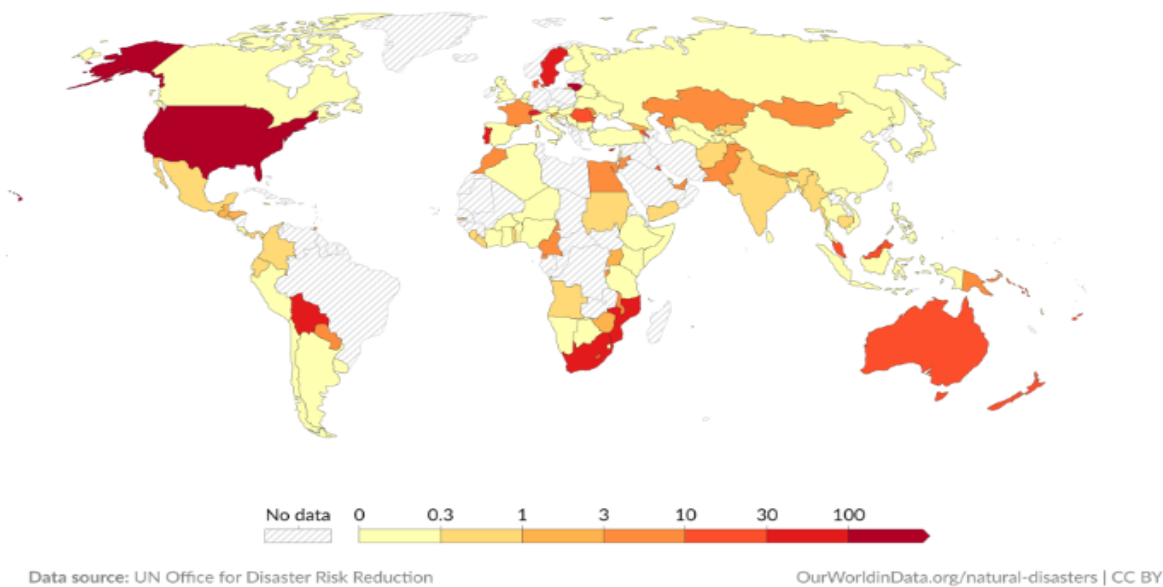 No data 0 0.3 1 3 10 30 100
Data source: UN Office for Disaster Risk Reduction OurWorldinData.org/natural-disasters | CC BY